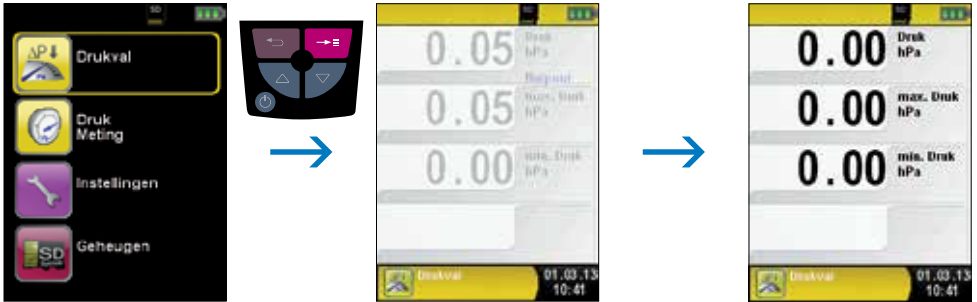 SD
Drukval
Druk
Meting
Instellingen
SD
Geheugen
SD
0.05 Druk
hPa
0.05 max. Druk
hPa
0.00 min. Druk
hPa
Drukval
01.03.13
10:41
SD
0.00 Druk
hPa
0.00 max. Druk
hPa
0.00 min. Druk
hPa
Drukval
01.03.13
10:41